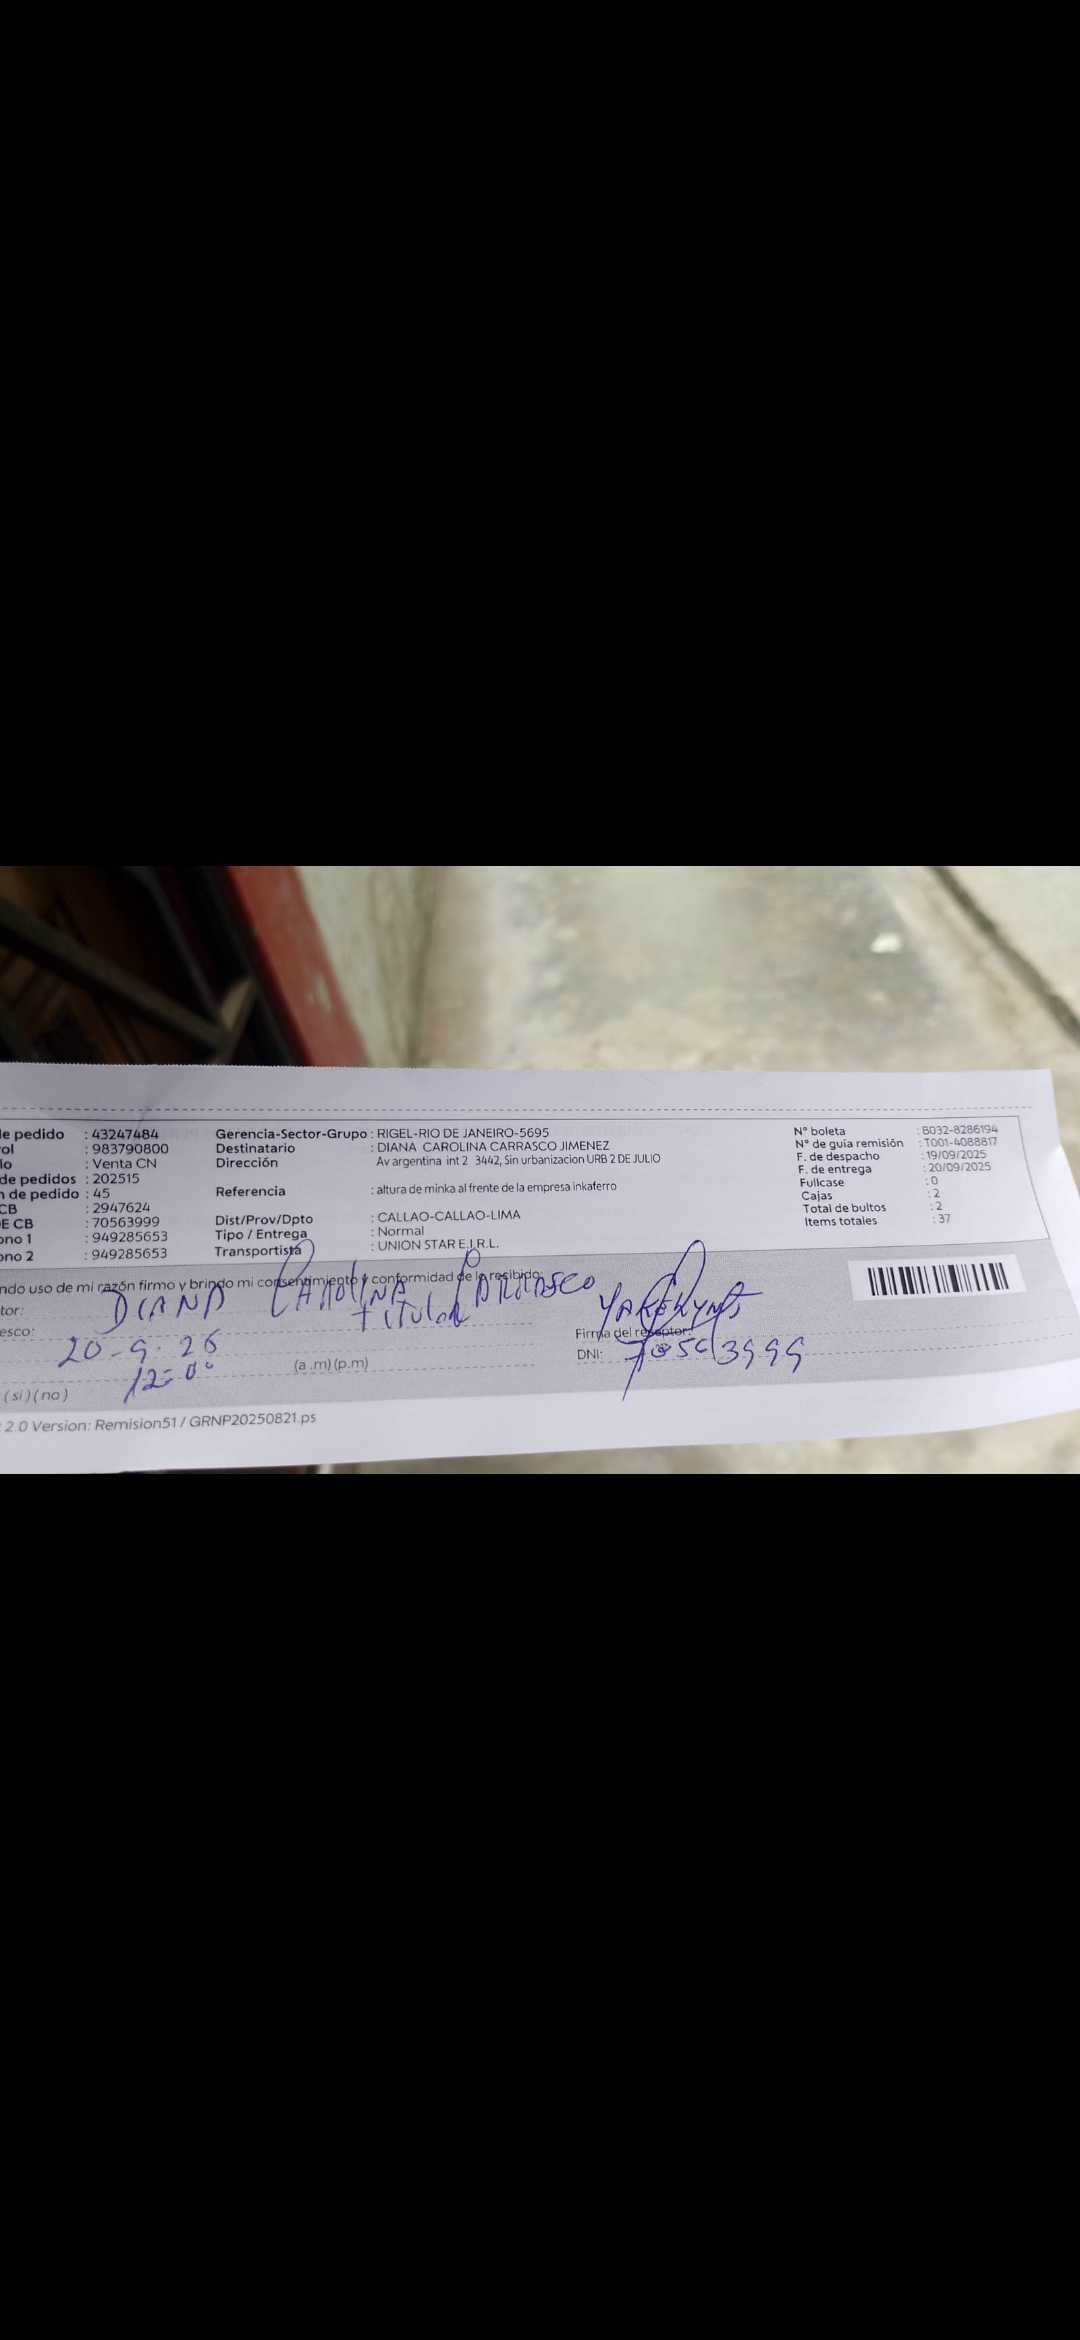 le pedido : 43247484
ol : 983790800
lo : Venta CN
de pedidos : 202515
n de pedido : 45
CB : 2947624
E CB : 70563999
ono 1 : 949285653
ono 2 : 949285653
Gerencia-Sector-Grupo : RIGEL-RIO DE JANEIRO-5695
Destinatario : DIANA CAROLINA CARRASCO JIMENEZ
Dirección Av argentina int 2 3442, Sin urbanizacion URB 2 DE JULIO
Referencia : altura de minka al frente de la empresa inkaferro
Dist/Prov/Dpto : CALLAO-CALLAO-LIMA
Tipo / Entrega : Normal
Transportista : UNION STAR E.I.R.L.
N° boleta : B032-8286194
N° de guia remisión : T001-4088817
F. de despacho : 19/09/2025
F. de entrega : 20/09/2025
Fullcase : 0
Cajas : 2
Total de bultos : 2
Items totales : 37
ndo uso de mi razón firmo y brindo mi consentimiento y conformidad de lo recibido:
tor: DIANA CAROLINA CARRASCO
esco: titular
20-9-26
12:00 (a .m) (p.m)
Firma del receptor:
DNI: 70563999
( si ) ( no )
2.0 Version: Remision51 / GRNP20250821.ps